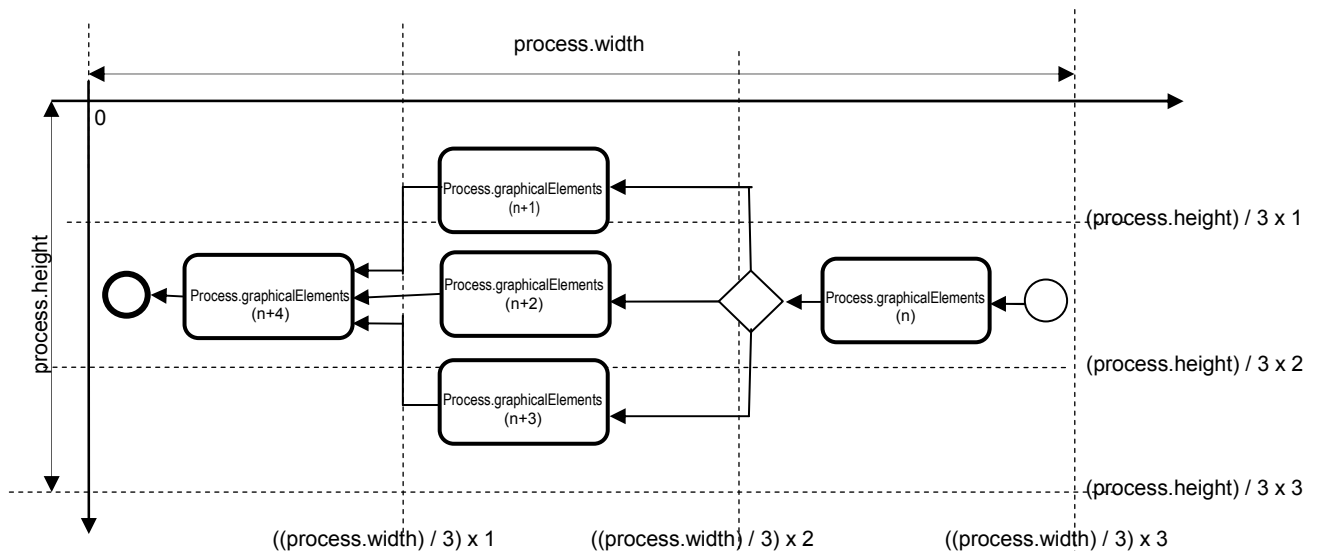 process.width
0
Process.graphicalElements
(n+1)
(process.height) / 3 x 1
process.height
Process.graphicalElements
(n+4)
Process.graphicalElements
(n+2)
Process.graphicalElements
(n)
(process.height) / 3 x 2
Process.graphicalElements
(n+3)
(process.height) / 3 x 3
((process.width) / 3) x 1
((process.width) / 3) x 2
((process.width) / 3) x 3